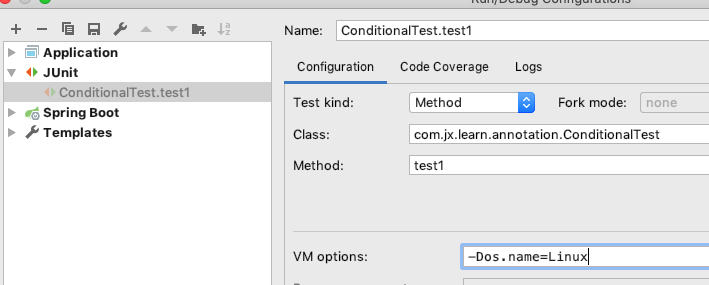 Run/Debug Configurations
Name: ConditionalTest.test1
Application
JUnit
ConditionalTest.test1
Spring Boot
Templates
Configuration Code Coverage Logs
Test kind: Method Fork mode: none
Class: com.jx.learn.annotation.ConditionalTest
Method: test1
VM options: -Dos.name=Linux